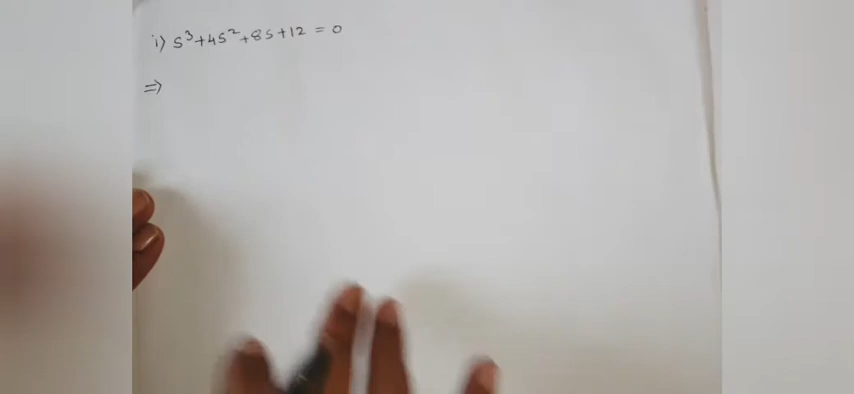 i) s³+4s²+8s+12 = 0
⇒